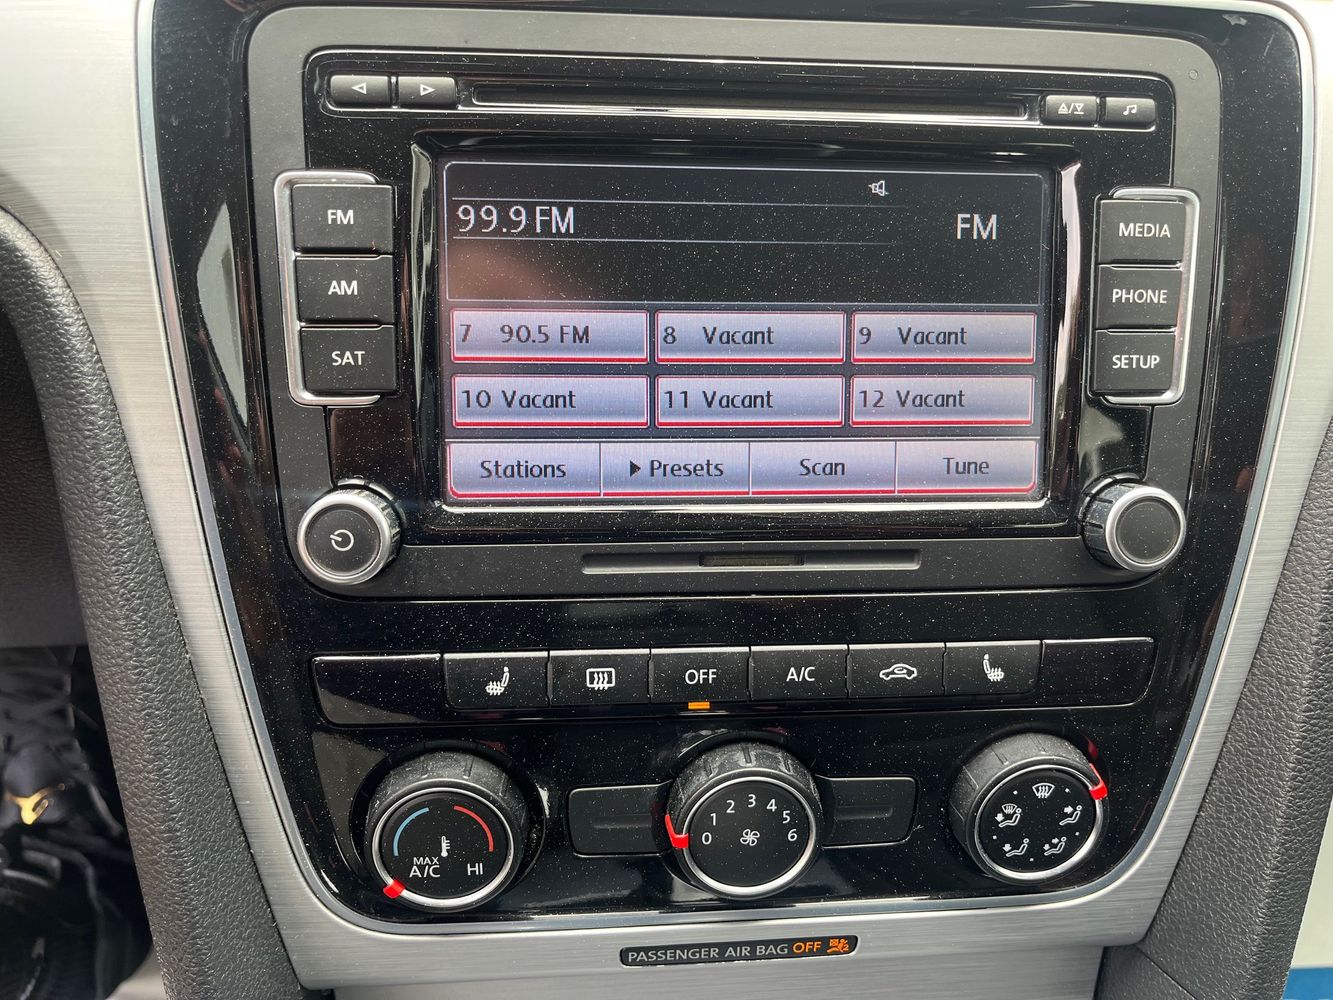 FM
AM
SAT
99.9 FM
FM
7 90.5 FM
8 Vacant
9 Vacant
10 Vacant
11 Vacant
12 Vacant
Stations
Presets
Scan
Tune
MEDIA
PHONE
SETUP
OFF
A/C
MAX
A/C
HI
0 1 2 3 4 5 6
PASSENGER AIR BAG OFF